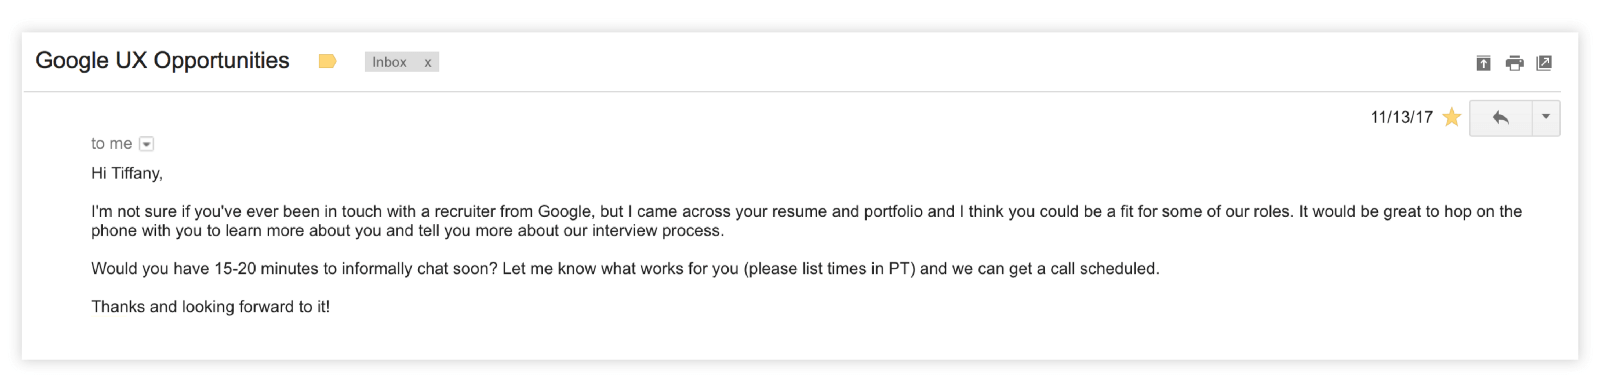 Google UX Opportunities Inbox x
11/13/17
to me
Hi Tiffany,
I'm not sure if you've ever been in touch with a recruiter from Google, but I came across your resume and portfolio and I think you could be a fit for some of our roles. It would be great to hop on the
phone with you to learn more about you and tell you more about our interview process.
Would you have 15-20 minutes to informally chat soon? Let me know what works for you (please list times in PT) and we can get a call scheduled.
Thanks and looking forward to it!